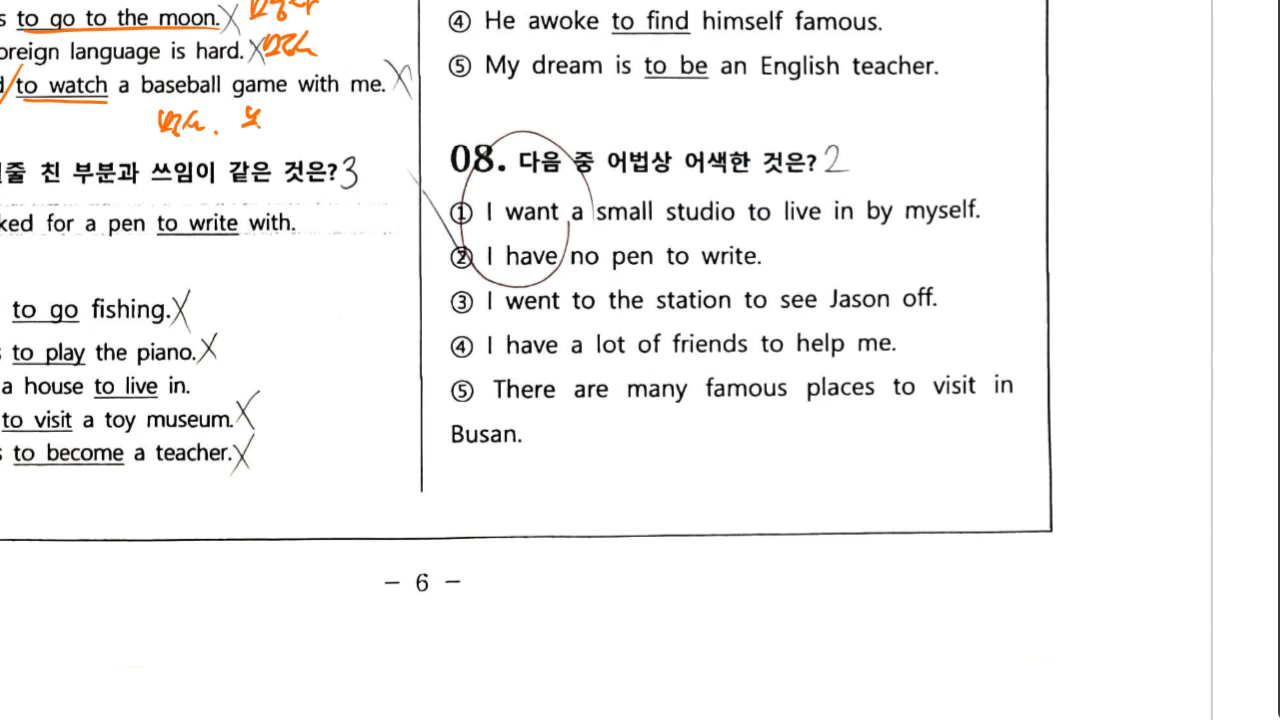 s to go to the moon.
oreign language is hard.
to watch a baseball game with me.
줄 친 부분과 쓰임이 같은 것은? 3
ked for a pen to write with.
to go fishing.
to play the piano.
a house to live in.
to visit a toy museum.
s to become a teacher.
④ He awoke to find himself famous.
⑤ My dream is to be an English teacher.
08. 다음 중 어법상 어색한 것은? 2
① I want a small studio to live in by myself.
② I have no pen to write.
③ I went to the station to see Jason off.
④ I have a lot of friends to help me.
⑤ There are many famous places to visit in
Busan.
- 6 -